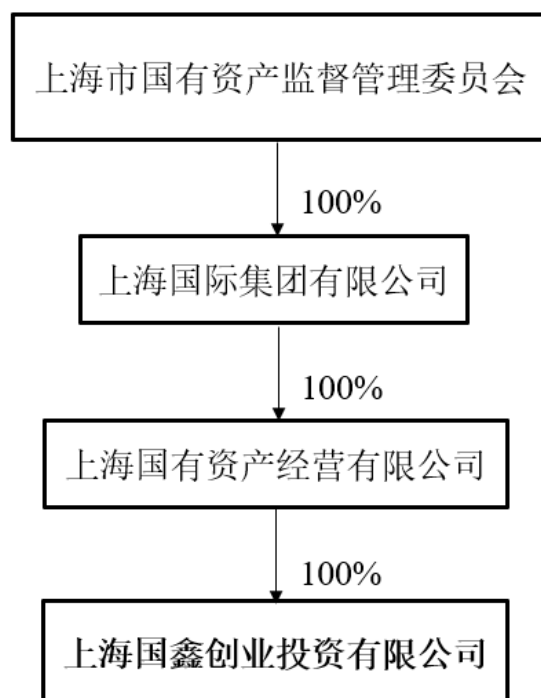 上海市国有资产监督管理委员会
100%
上海国际集团有限公司
100%
上海国有资产经营有限公司
100%
上海国鑫创业投资有限公司